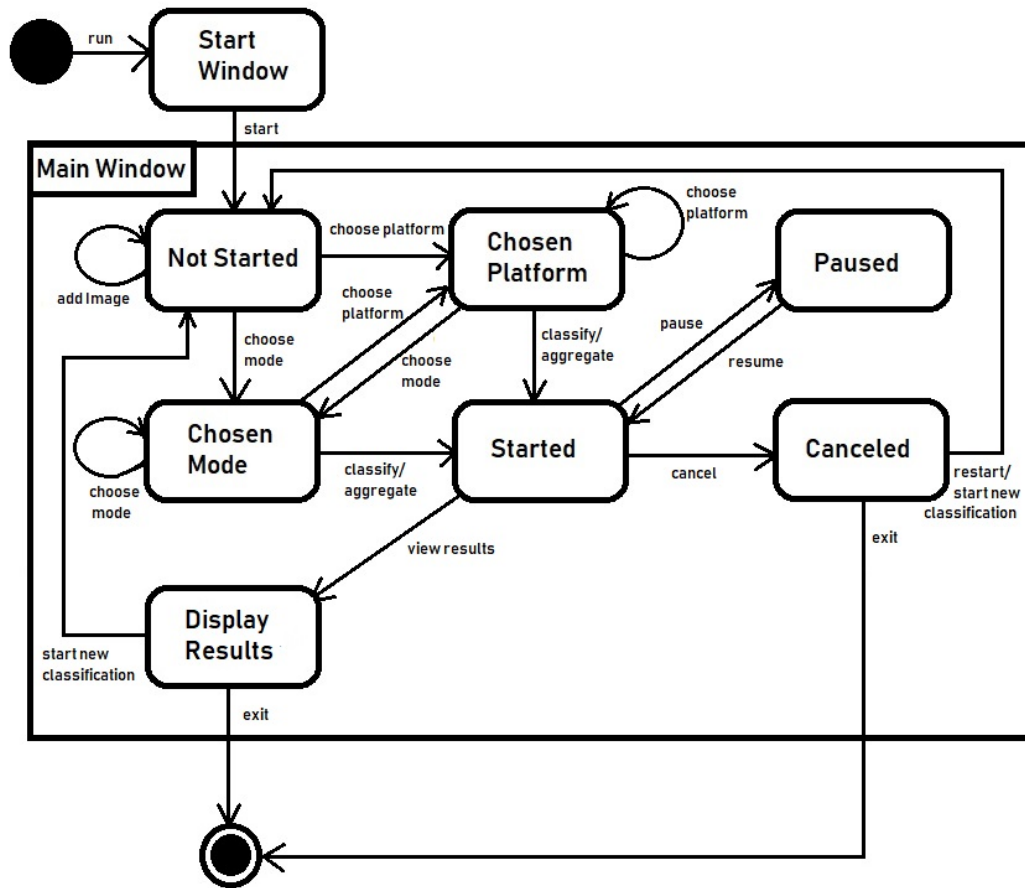 run
Start
Window
start
Main Window
choose
platform
Not Started
choose platform
Chosen
Platform
Paused
add Image
choose
platform
pause
choose
mode
choose
mode
classify/
aggregate
resume
Chosen
Mode
Started
Canceled
choose
mode
classify/
aggregate
cancel
restart/
start new
classification
view results
exit
Display
Results
start new
classification
exit